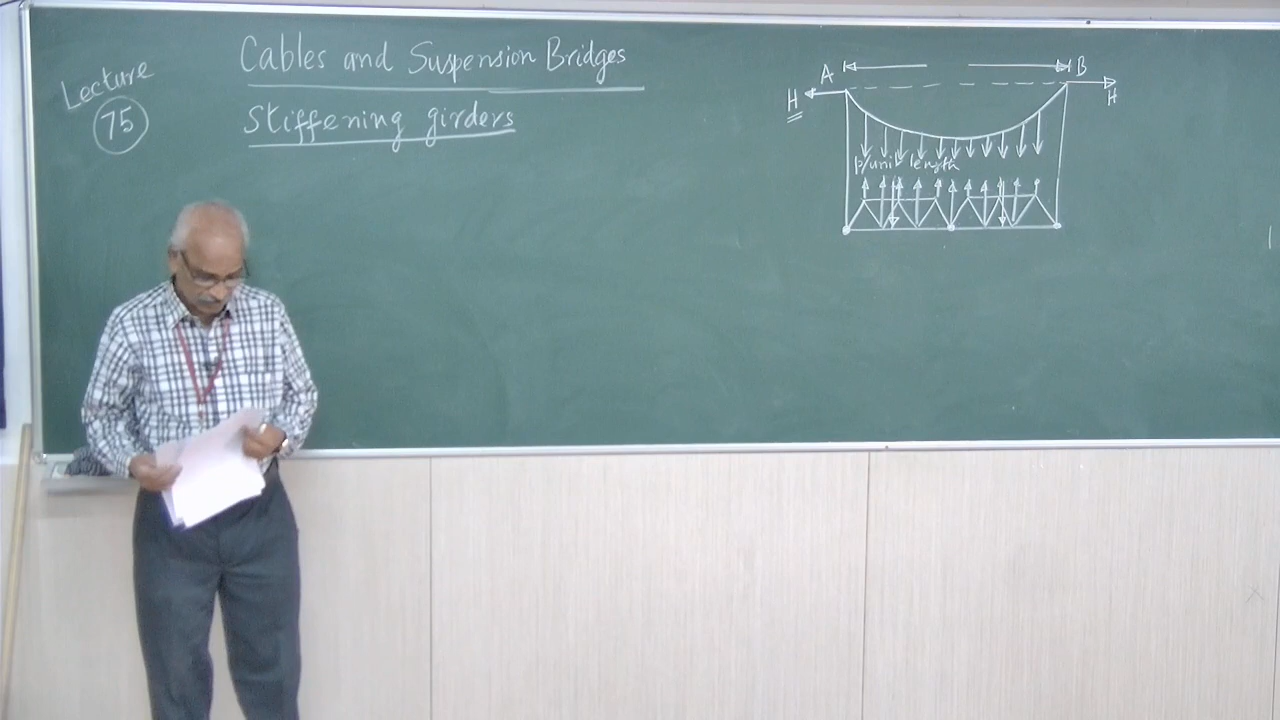 Lecture
75
Cables and Suspension Bridges
Stiffening girders
A B
H H
p/unit length